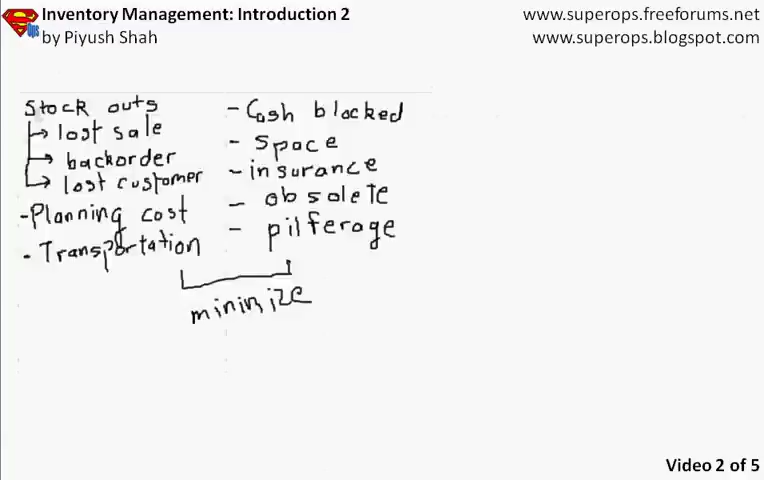 Inventory Management: Introduction 2
by Piyush Shah
www.superops.freeforums.net
www.superops.blogspot.com
Ops
Stock outs
lost sale
backorder
lost customer
- Planning cost
- Transportation
- Cash blocked
- Space
- insurance
- obsolete
- pilferage
minimize
Video 2 of 5